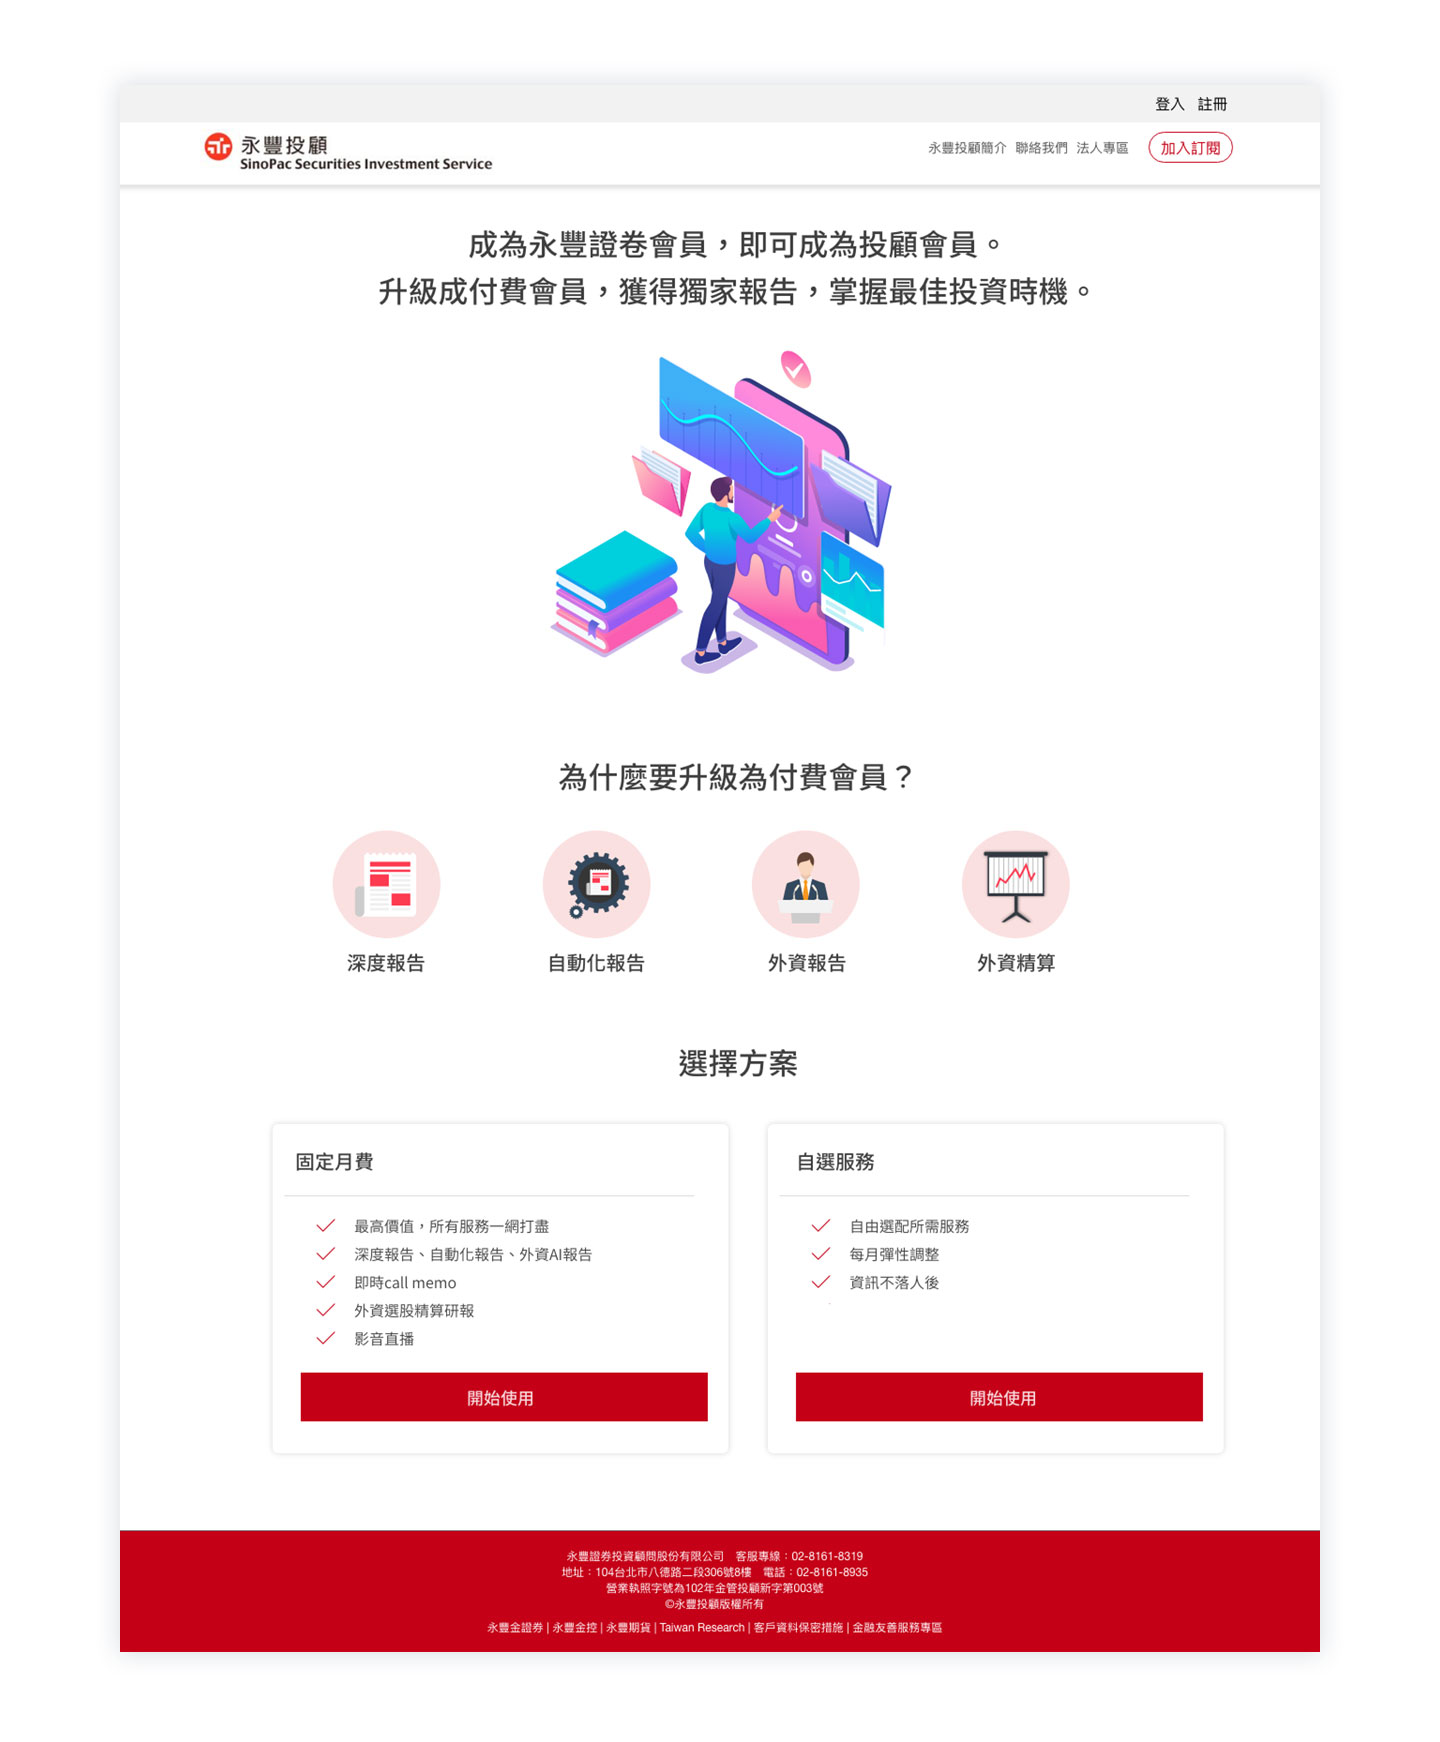 登入 註冊
永豐投顧
SinoPac Securities Investment Service
永豐投顧簡介 聯絡我們 法人專區 加入訂閱
成為永豐證卷會員，即可成為投顧會員。
升級成付費會員，獲得獨家報告，掌握最佳投資時機。
為什麼要升級為付費會員？
深度報告 自動化報告 外資報告 外資精算
選擇方案
固定月費
最高價值，所有服務一網打盡
深度報告、自動化報告、外資AI報告
即時call memo
外資選股精算研報
影音直播
開始使用
自選服務
自由選配所需服務
每月彈性調整
資訊不落人後
開始使用
永豐證券投資顧問股份有限公司 客服專線：02-8161-8319
地址：104台北市八德路二段306號8樓 電話：02-8161-8935
營業執照字號為102年金管投顧新字第003號
©永豐投顧版權所有
永豐金證券 | 永豐金控 | 永豐期貨 | Taiwan Research | 客戶資料保密措施 | 金融友善服務專區